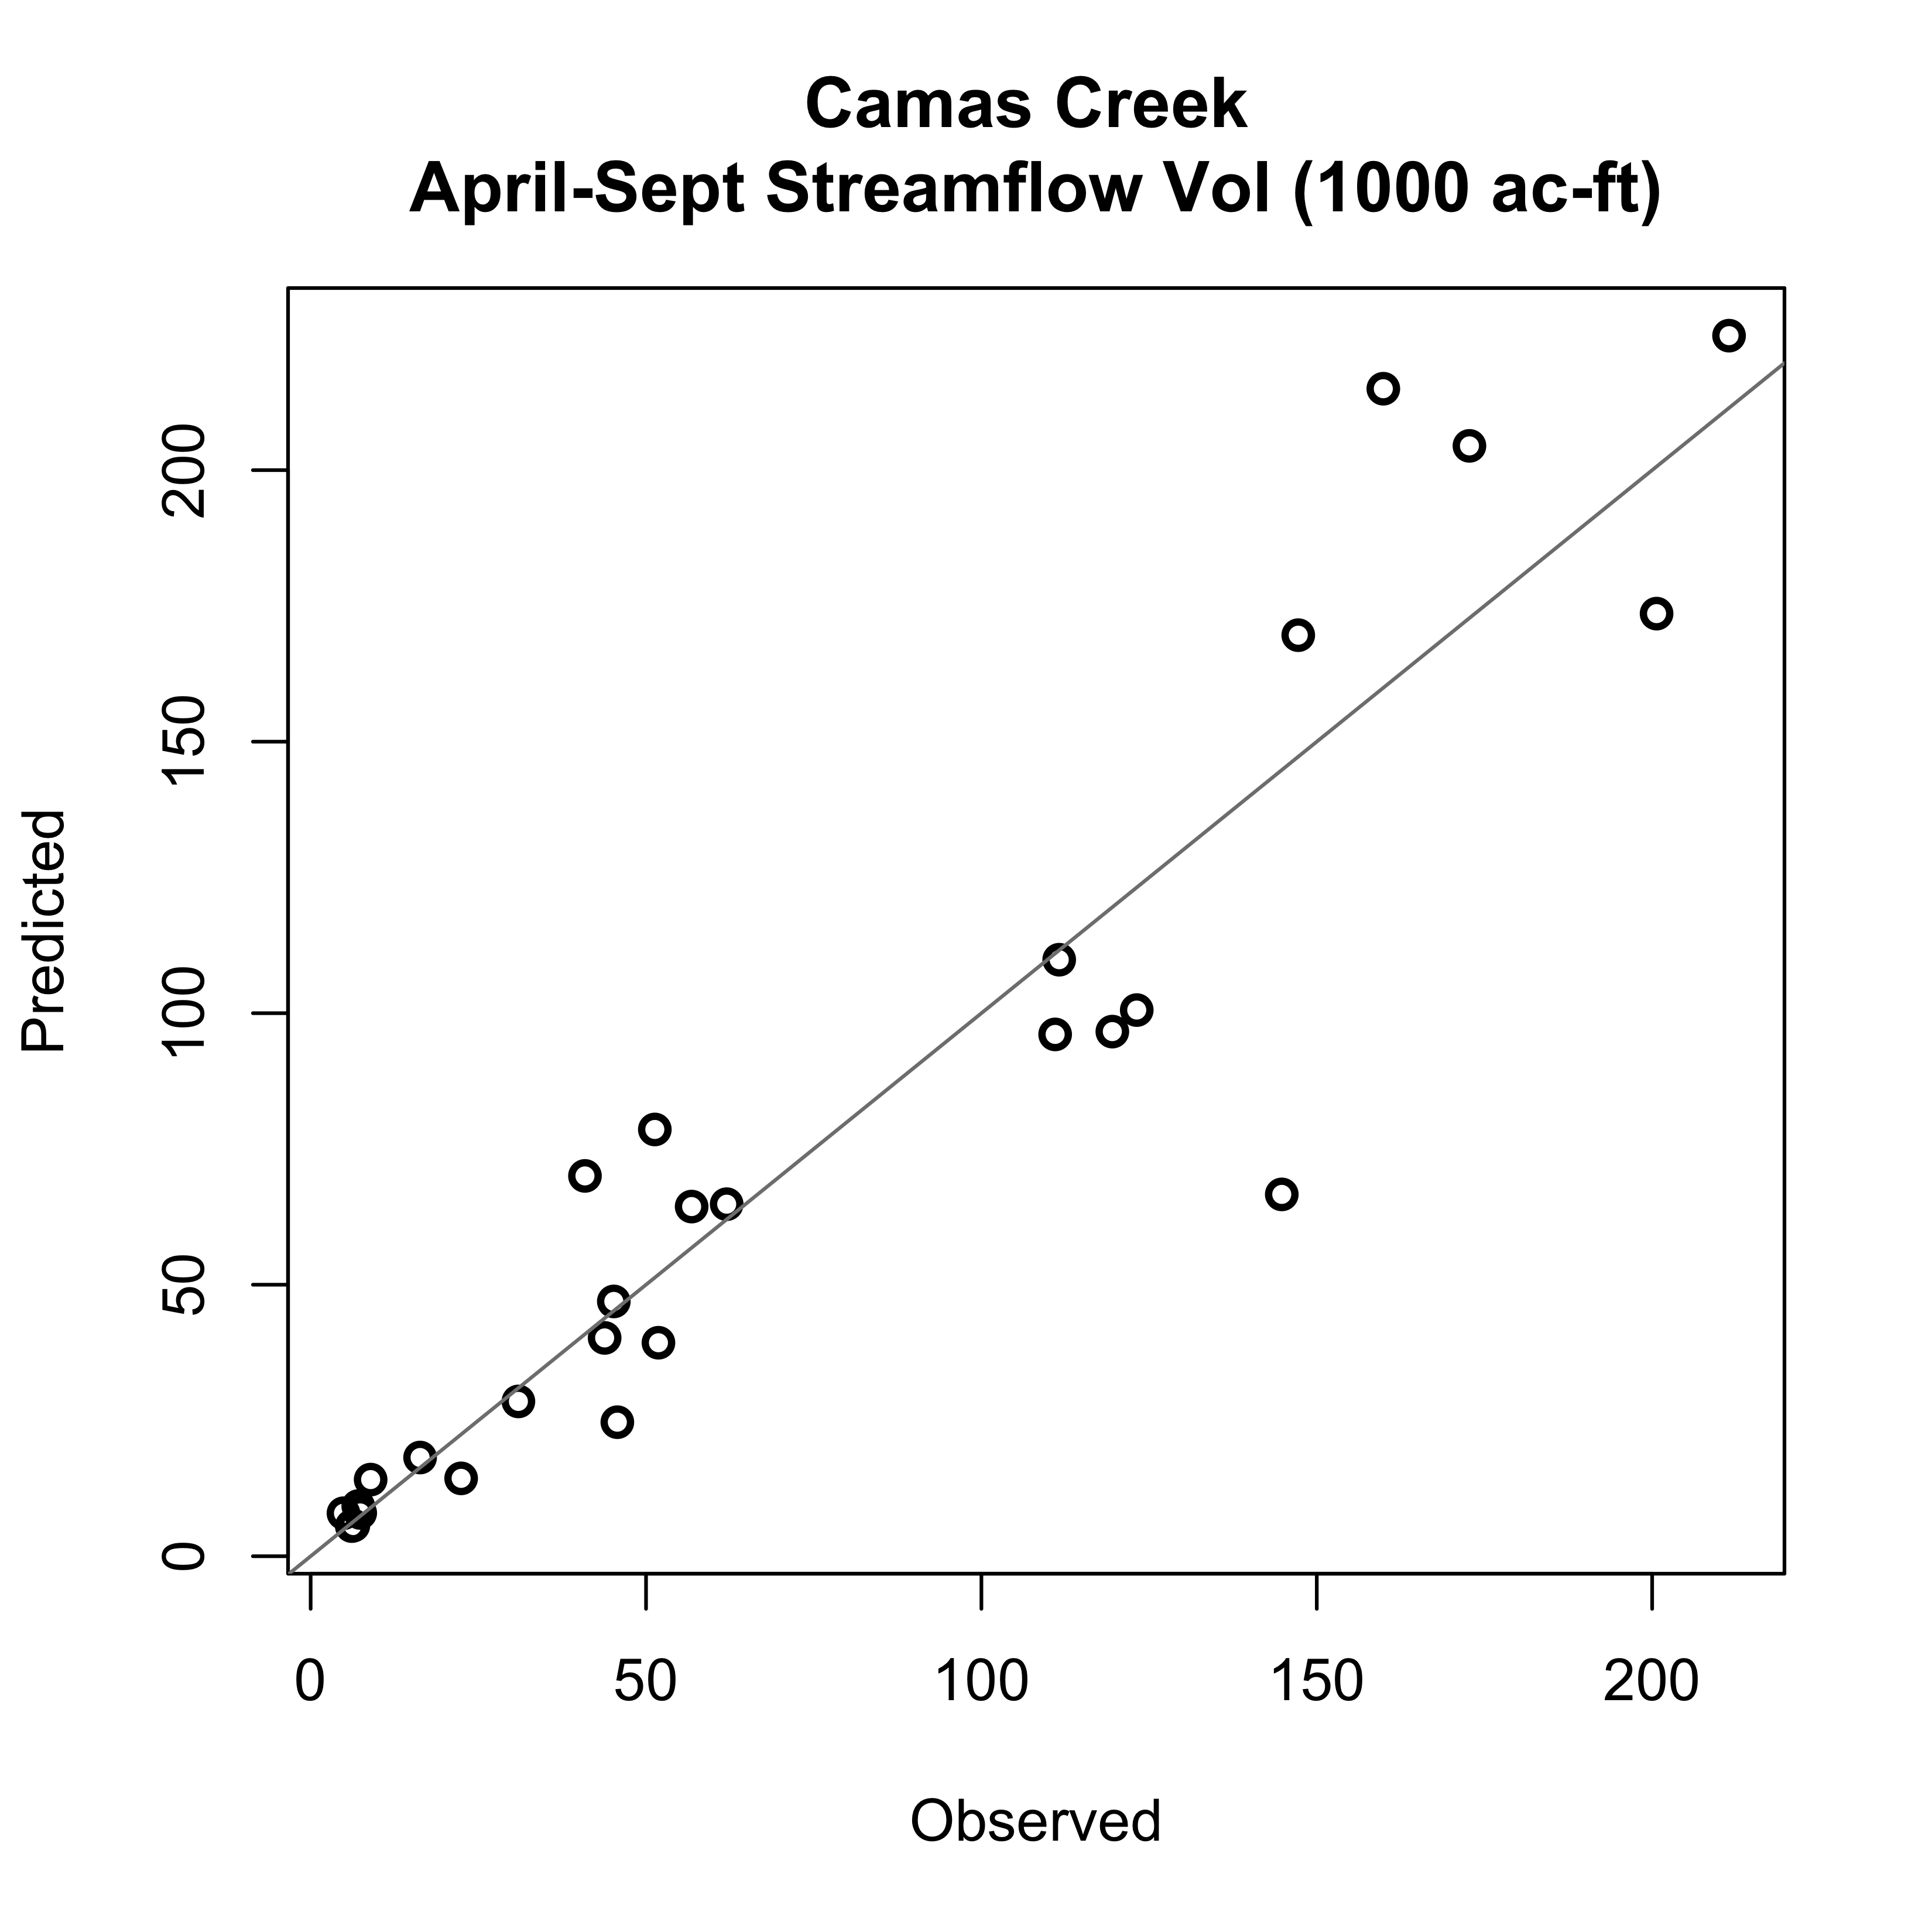 Camas Creek
April-Sept Streamflow Vol (1000 ac-ft)
Predicted
200
150
100
50
0
0 50 100 150 200
Observed